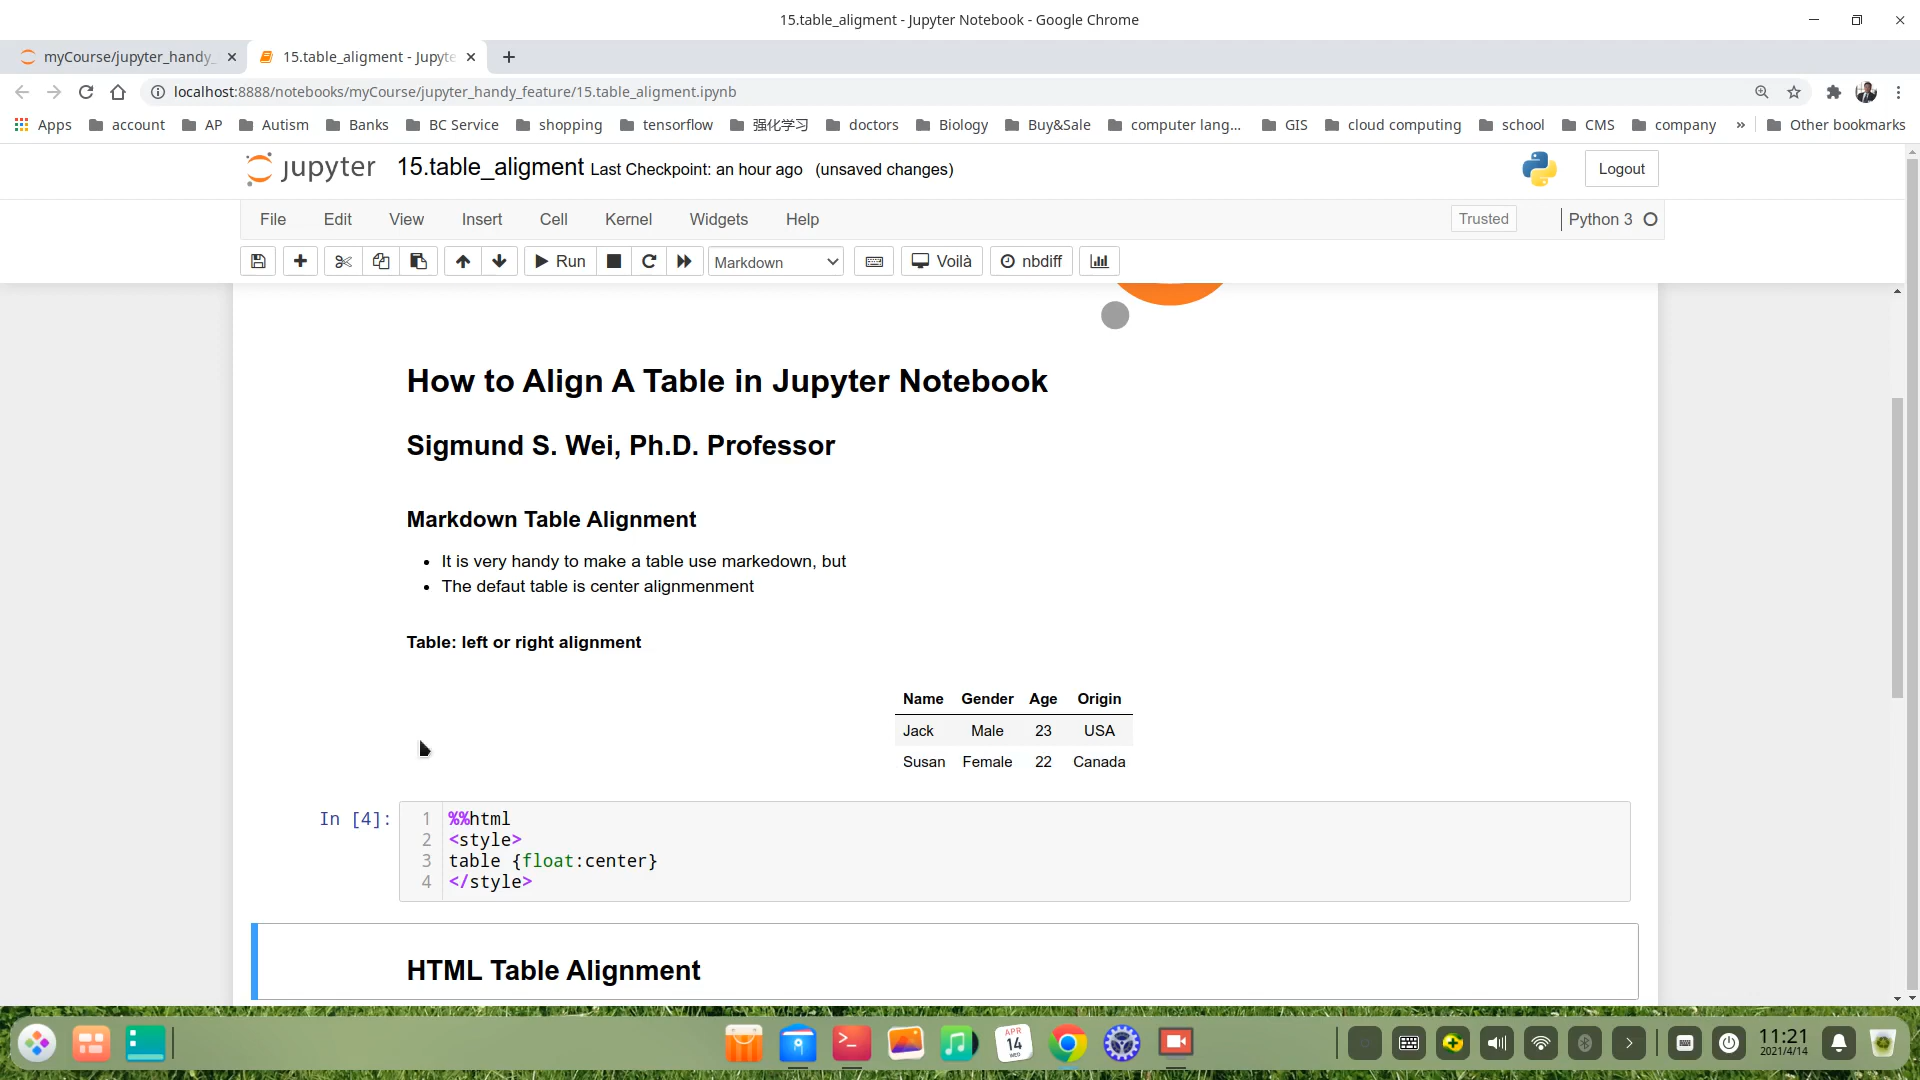 15.table_aligment - Jupyter Notebook - Google Chrome
myCourse/jupyter_handy_
15.table_aligment - Jupyte
localhost:8888/notebooks/myCourse/jupyter_handy_feature/15.table_aligment.ipynb
Apps account AP Autism Banks BC Service shopping tensorflow 强化学习 doctors Biology Buy&Sale computer lang... GIS cloud computing school CMS company » Other bookmarks
jupyter 15.table_aligment Last Checkpoint: an hour ago (unsaved changes) Logout
File Edit View Insert Cell Kernel Widgets Help Trusted Python 3
Run Markdown Voilà nbdiff
How to Align A Table in Jupyter Notebook
Sigmund S. Wei, Ph.D. Professor
Markdown Table Alignment
• It is very handy to make a table use markedown, but
• The defaut table is center alignmenment
Table: left or right alignment
Name Gender Age Origin
Jack Male 23 USA
Susan Female 22 Canada
In [4]: 1 %%html
2 <style>
3 table {float:center}
4 </style>
HTML Table Alignment
APR
14
WED
11:21
2021/4/14